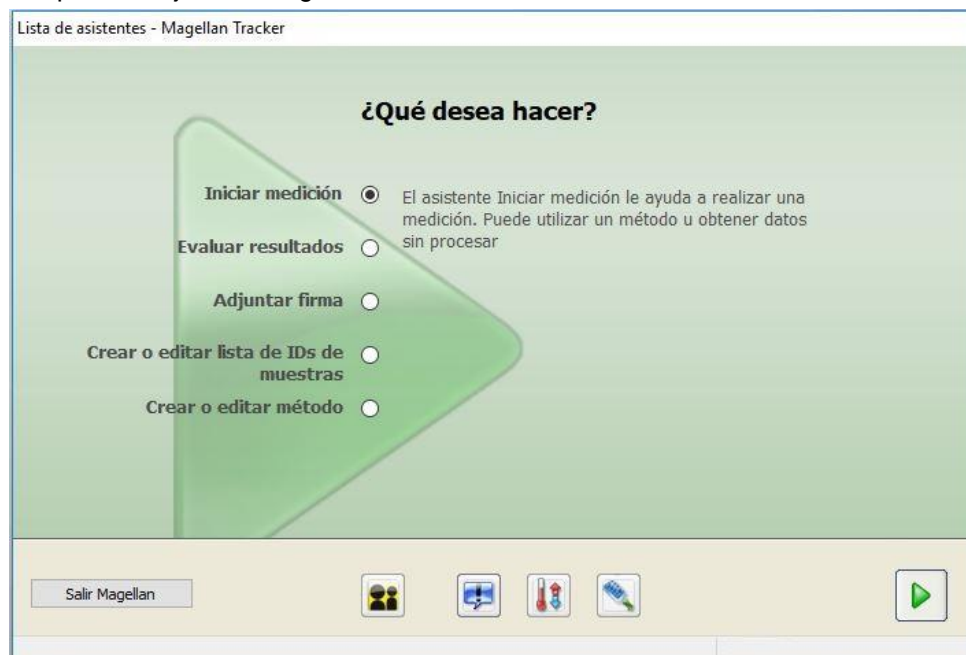 Lista de asistentes - Magellan Tracker
¿Qué desea hacer?
Iniciar medición
El asistente Iniciar medición le ayuda a realizar una
medición. Puede utilizar un método u obtener datos
sin procesar
Evaluar resultados
Adjuntar firma
Crear o editar lista de IDs de
muestras
Crear o editar método
Salir Magellan